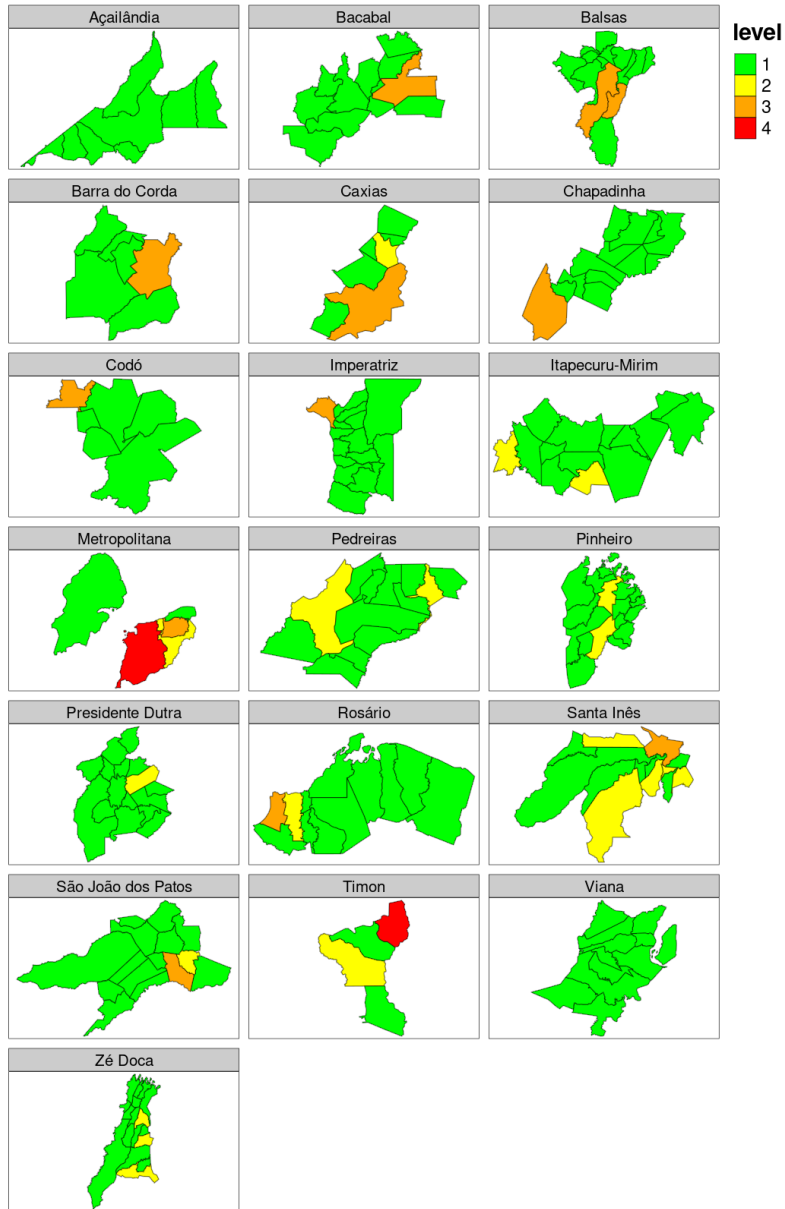 Açailândia
Bacabal
Balsas
level
1
2
3
4
Barra do Corda
Caxias
Chapadinha
Codó
Imperatriz
Itapecuru-Mirim
Metropolitana
Pedreiras
Pinheiro
Presidente Dutra
Rosário
Santa Inês
São João dos Patos
Timon
Viana
Zé Doca